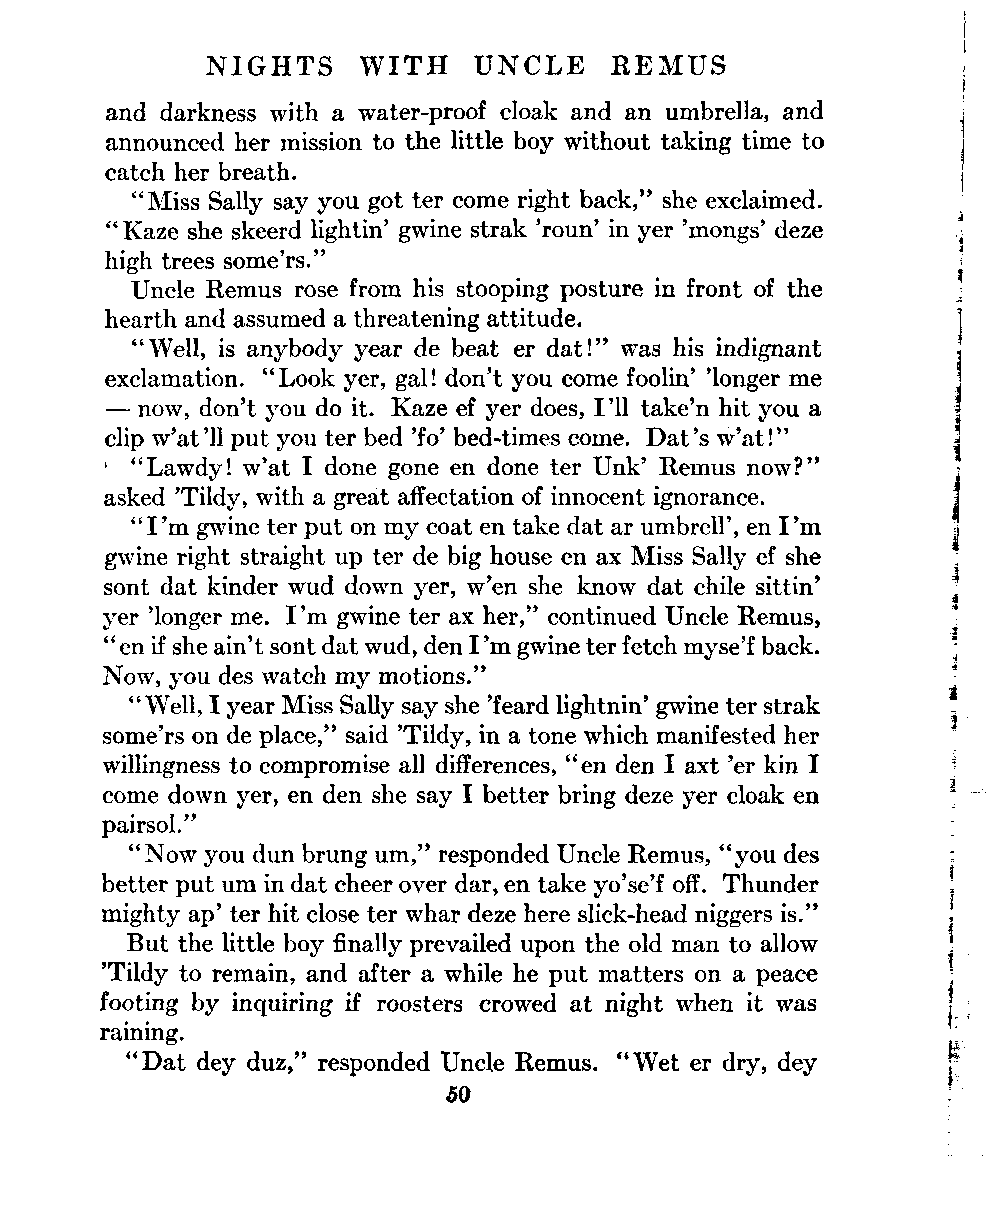 NIGHTS WITH UNCLE REMUS
and darkness with a water-proof cloak and an umbrella, and
announced her mission to the little boy without taking time to
catch her breath.
“Miss Sally say you got ter come right back,” she exclaimed.
“Kaze she skeerd lightin’ gwine strak ’roun’ in yer ’mongs’ deze
high trees some’rs.”
Uncle Remus rose from his stooping posture in front of the
hearth and assumed a threatening attitude.
“Well, is anybody year de beat er dat!” was his indignant
exclamation. “Look yer, gal! don’t you come foolin’ ’longer me
— now, don’t you do it. Kaze ef yer does, I’ll take’n hit you a
clip w’at’ll put you ter bed ’fo’ bed-times come. Dat’s w’at!”
“Lawdy! w’at I done gone en done ter Unk’ Remus now?”
asked ’Tildy, with a great affectation of innocent ignorance.
“I’m gwine ter put on my coat en take dat ar umbrell’, en I’m
gwine right straight up ter de big house en ax Miss Sally ef she
sont dat kinder wud down yer, w’en she know dat chile sittin’
yer ’longer me. I’m gwine ter ax her,” continued Uncle Remus,
“en if she ain’t sont dat wud, den I’m gwine ter fetch myse’f back.
Now, you des watch my motions.”
“Well, I year Miss Sally say she ’feard lightnin’ gwine ter strak
some’rs on de place,” said ’Tildy, in a tone which manifested her
willingness to compromise all differences, “en den I axt ’er kin I
come down yer, en den she say I better bring deze yer cloak en
pairsol.”
“Now you dun brung um,” responded Uncle Remus, “you des
better put um in dat cheer over dar, en take yo’se’f off. Thunder
mighty ap’ ter hit close ter whar deze here slick-head niggers is.”
But the little boy finally prevailed upon the old man to allow
’Tildy to remain, and after a while he put matters on a peace
footing by inquiring if roosters crowed at night when it was
raining.
“Dat dey duz,” responded Uncle Remus. “Wet er dry, dey
50